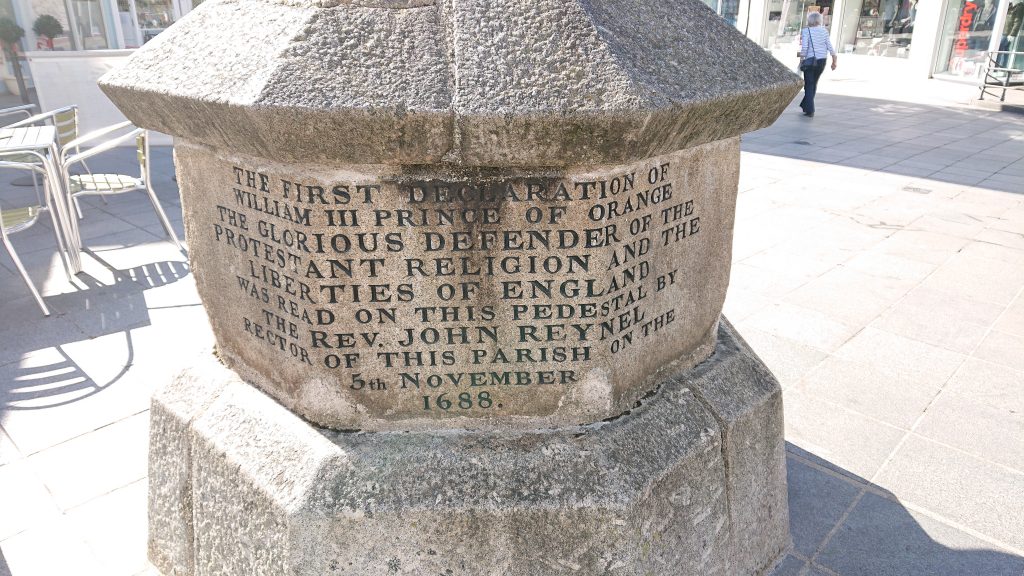 THE FIRST DECLARATION OF
WILLIAM III PRINCE OF ORANGE
THE GLORIOUS DEFENDER OF THE
PROTESTANT RELIGION AND THE
LIBERTIES OF ENGLAND
WAS READ ON THIS PEDESTAL BY
THE REV. JOHN REYNEL
RECTOR OF THIS PARISH ON THE
5th NOVEMBER
1688.